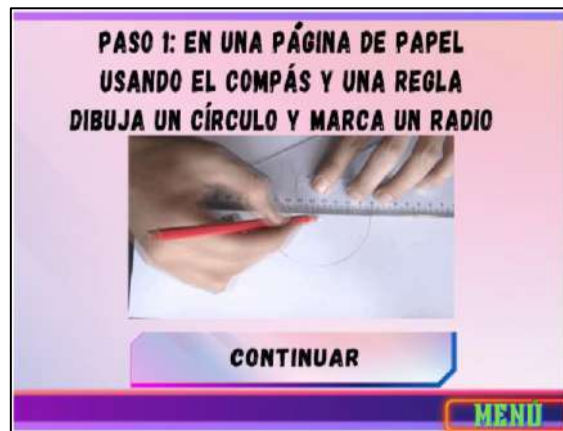 PASO 1: EN UNA PÁGINA DE PAPEL
USANDO EL COMPÁS Y UNA REGLA
DIBUJA UN CÍRCULO Y MARCA UN RADIO
CONTINUAR
MENÚ